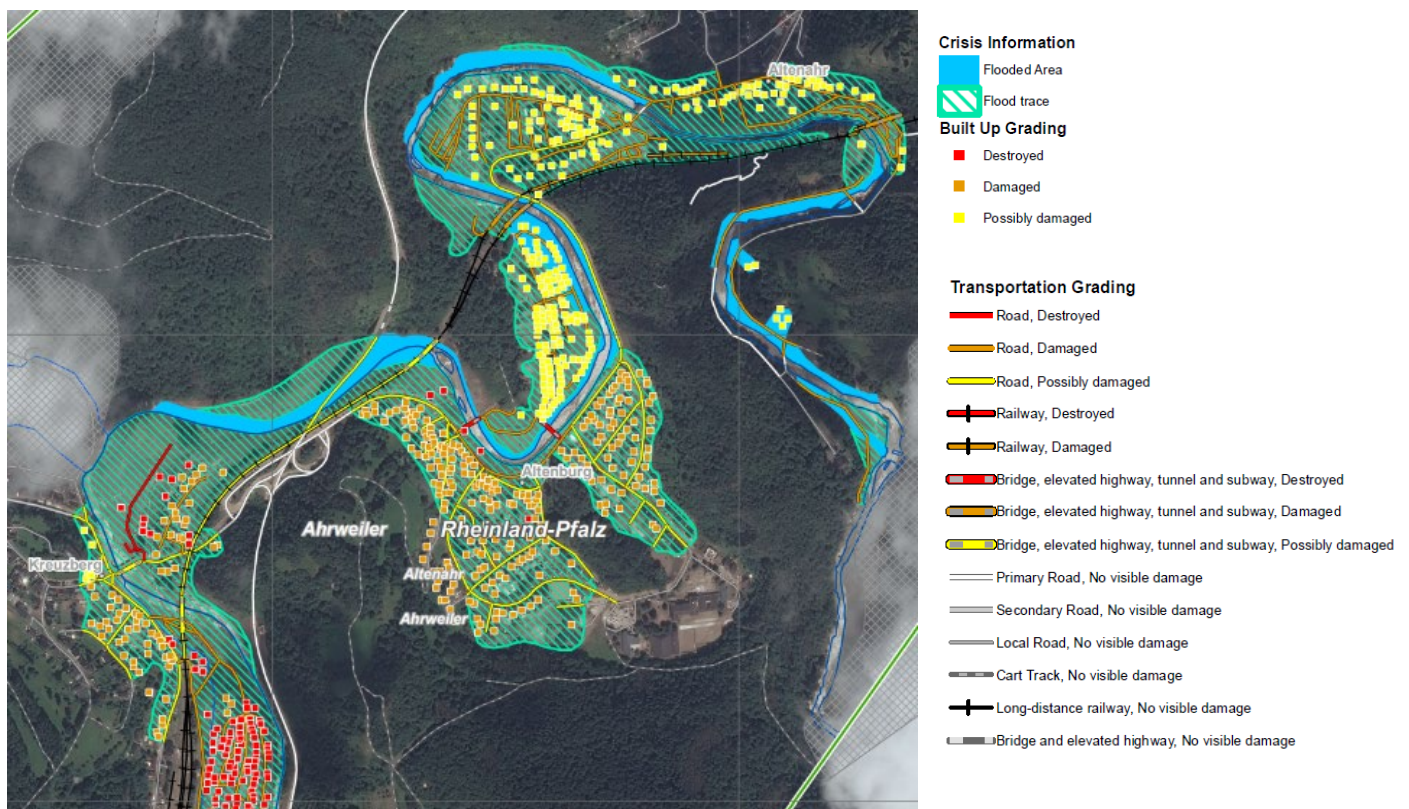 Altenahr
Altenburg
Ahrweiler
Rheinland-Pfalz
Kreuzberg
Altenahr
Ahrweiler
Crisis Information
Flooded Area
Flood trace
Built Up Grading
Destroyed
Damaged
Possibly damaged
Transportation Grading
Road, Destroyed
Road, Damaged
Road, Possibly damaged
Railway, Destroyed
Railway, Damaged
Bridge, elevated highway, tunnel and subway, Destroyed
Bridge, elevated highway, tunnel and subway, Damaged
Bridge, elevated highway, tunnel and subway, Possibly damaged
Primary Road, No visible damage
Secondary Road, No visible damage
Local Road, No visible damage
Cart Track, No visible damage
Long-distance railway, No visible damage
Bridge and elevated highway, No visible damage